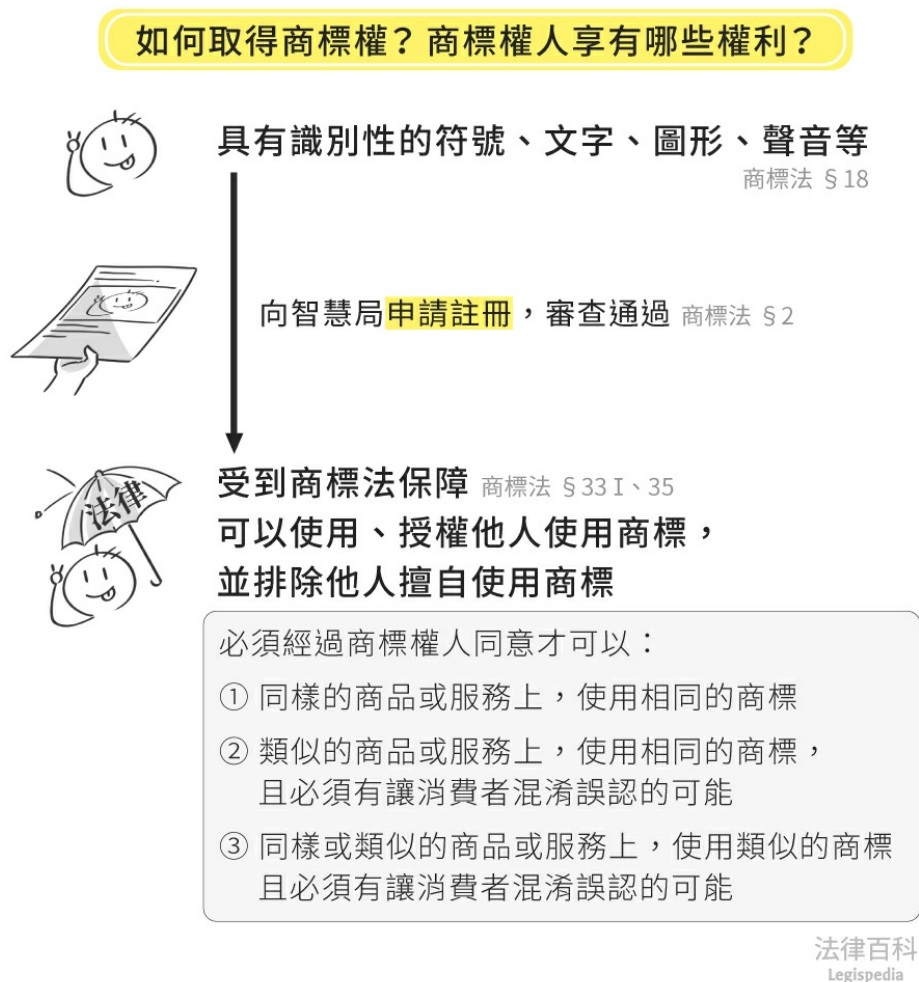 如何取得商標權？商標權人享有哪些權利？
具有識別性的符號、文字、圖形、聲音等
商標法 §18
向智慧局申請註冊，審查通過 商標法 §2
法律
受到商標法保障 商標法 §33 I、35
可以使用、授權他人使用商標，
並排除他人擅自使用商標
必須經過商標權人同意才可以：
① 同樣的商品或服務上，使用相同的商標
② 類似的商品或服務上，使用相同的商標，
且必須有讓消費者混淆誤認的可能
③ 同樣或類似的商品或服務上，使用類似的商標
且必須有讓消費者混淆誤認的可能
法律百科
Legispedia